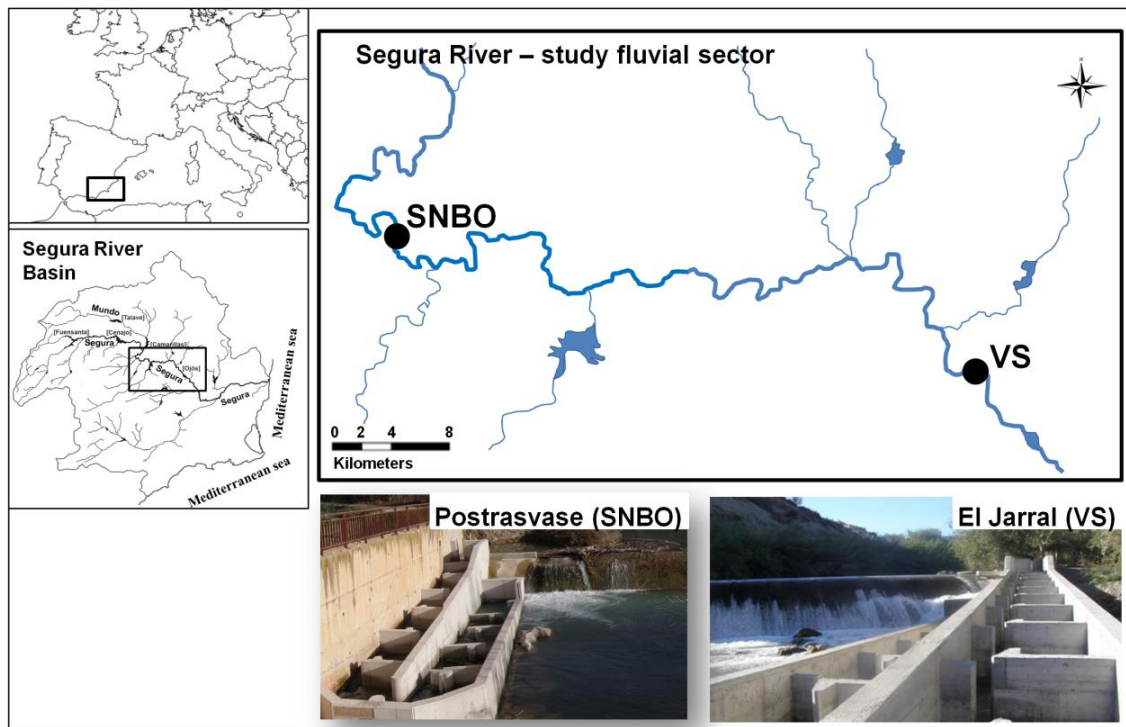 Segura River – study fluvial sector
N
SNBO
VS
0 2 4 8
Kilometers
Segura River
Basin
Mundo
[Talave]
[Fuensanta]
[Cenajo]
Segura
[Camarillas]
[Ojós]
Segura
Segura
Mediterranean sea
Mediterranean sea
Postrasvase (SNBO)
El Jarral (VS)